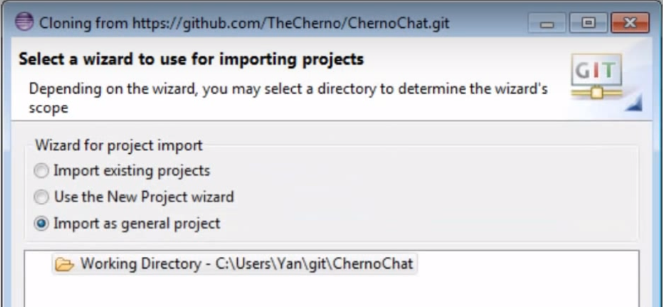 Cloning from https://github.com/TheCherno/ChernoChat.git
Select a wizard to use for importing projects
Depending on the wizard, you may select a directory to determine the wizard's
scope
GIT
Wizard for project import
Import existing projects
Use the New Project wizard
Import as general project
Working Directory - C:\Users\Yan\git\ChernoChat